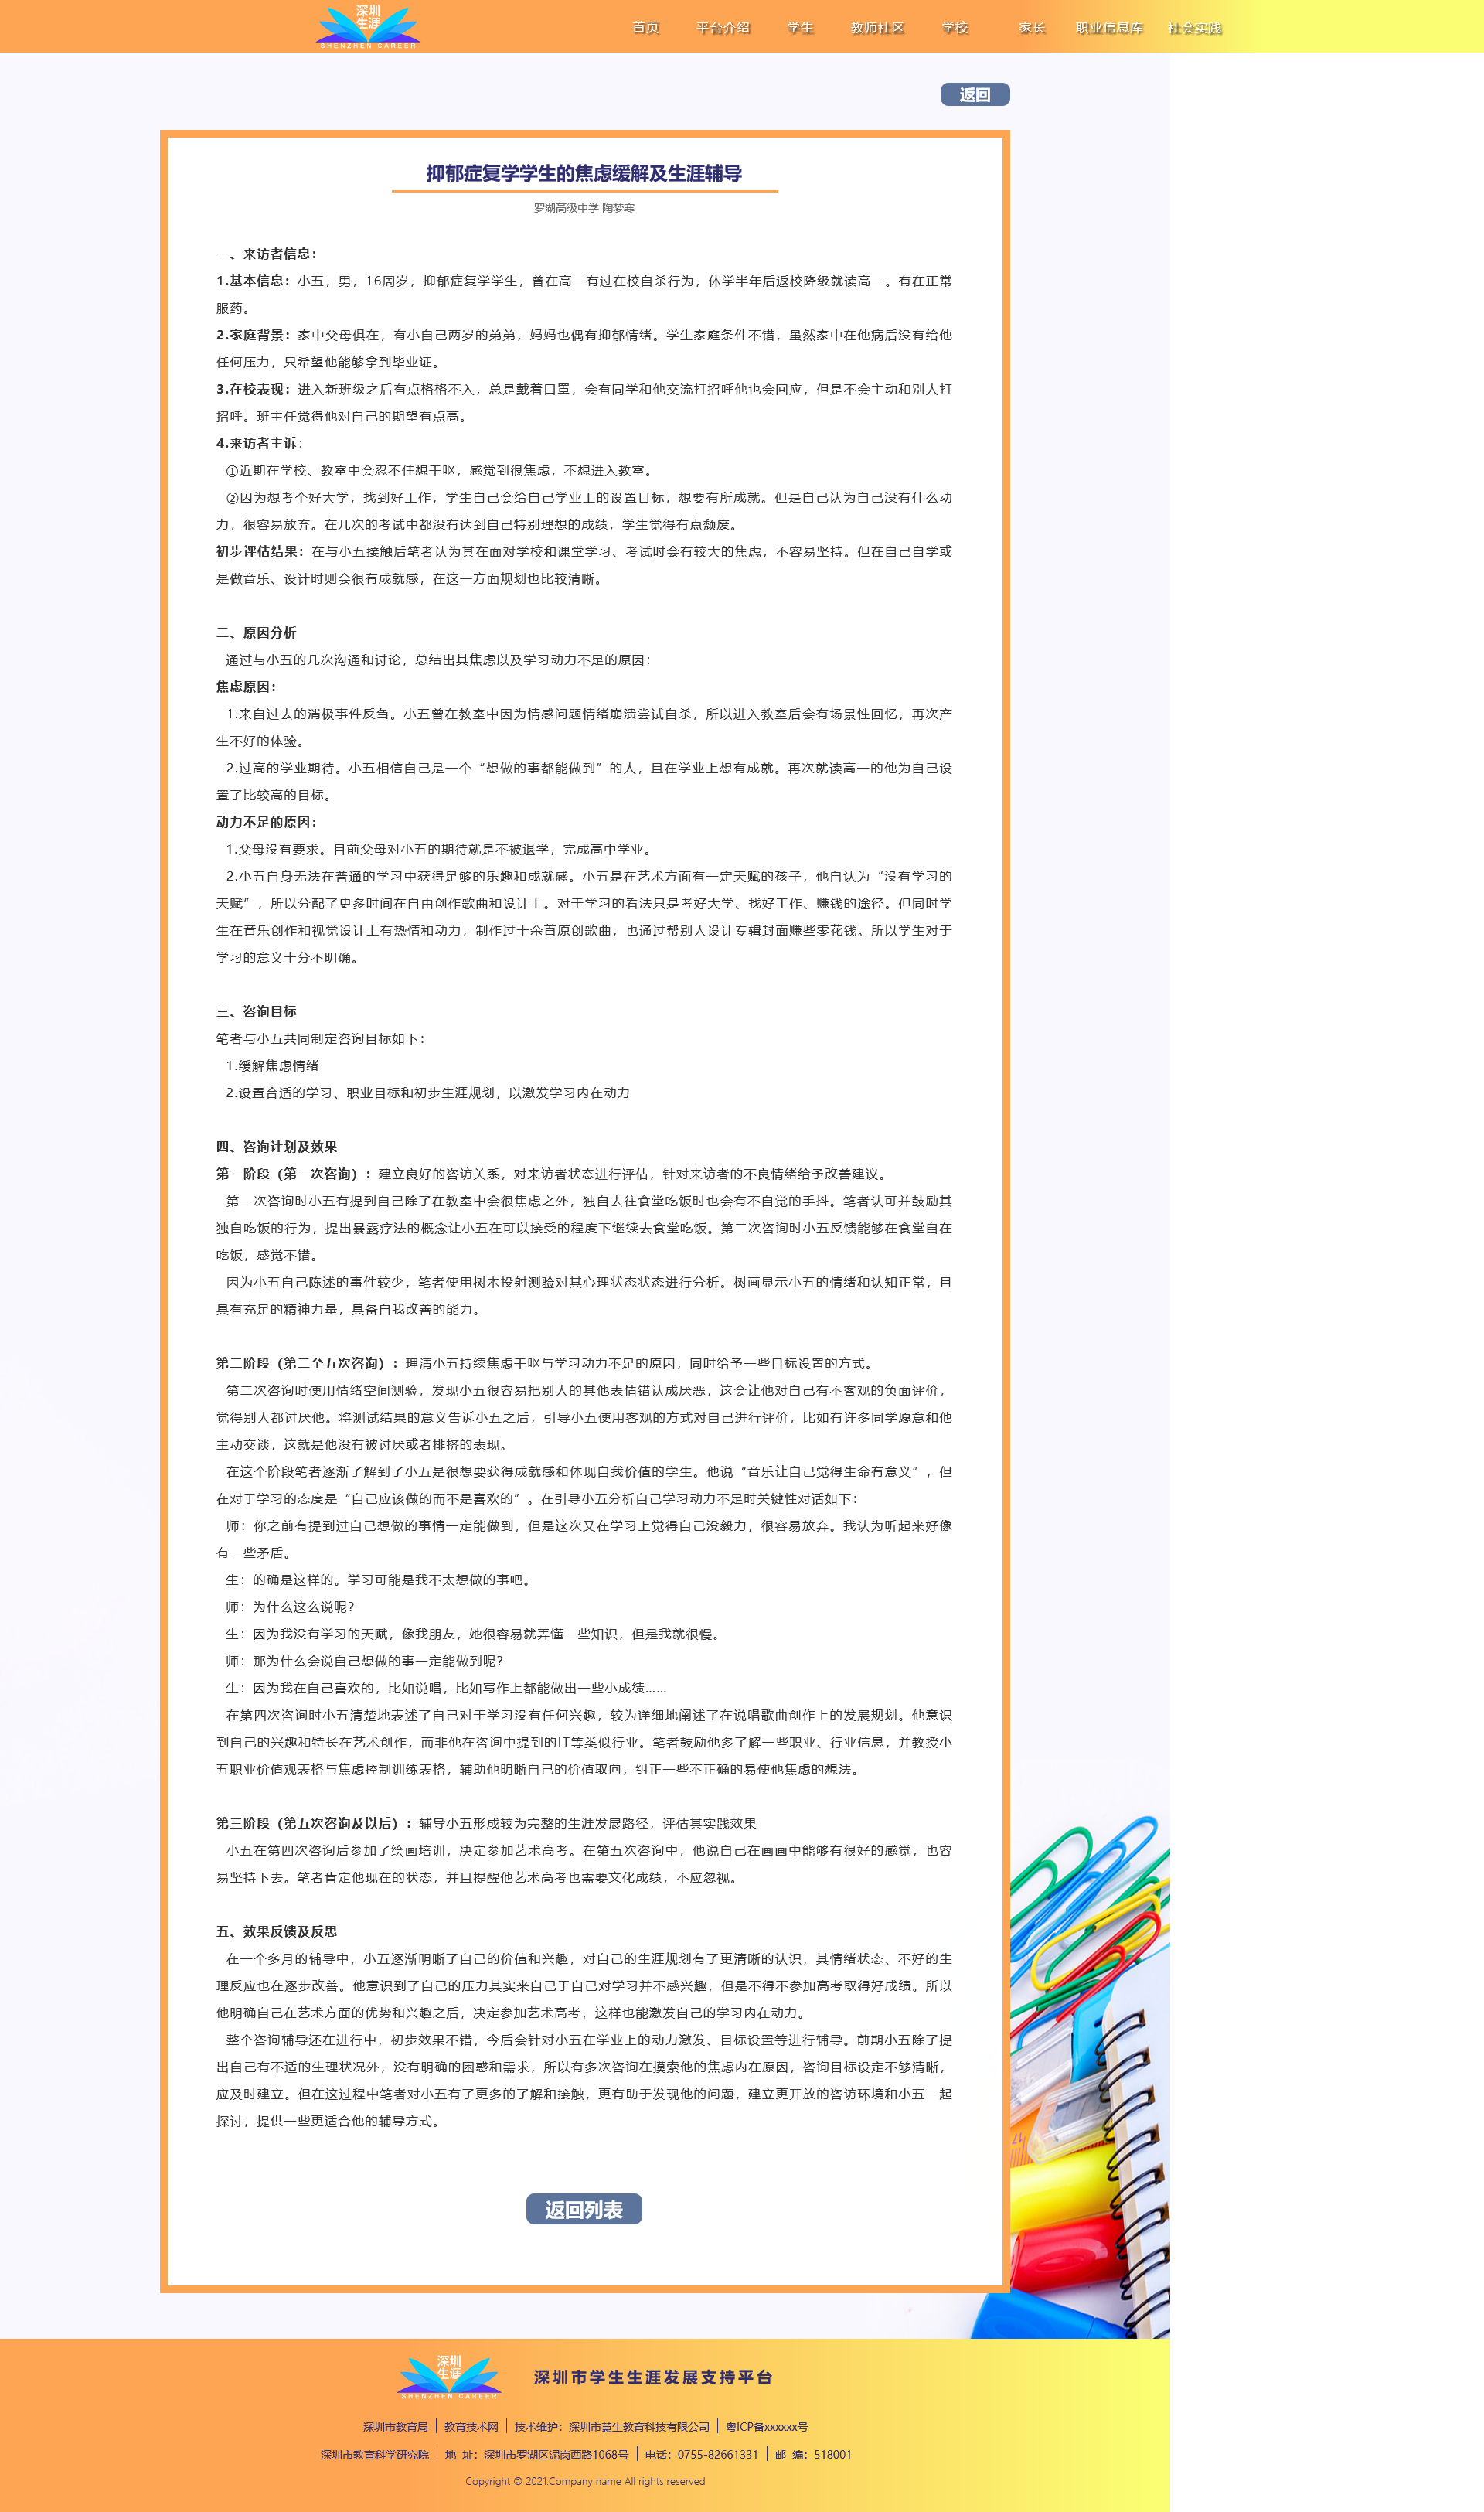 深圳
生涯
SHENZHEN CAREER
首页 平台介绍 学生 教师社区 学校 家长 职业信息库 社会实践
返回
抑郁症复学学生的焦虑缓解及生涯辅导
罗湖高级中学 陶梦寒
一、来访者信息：
1.基本信息：小五，男，16周岁，抑郁症复学学生，曾在高一有过在校自杀行为，休学半年后返校降级就读高一。有在正常
服药。
2.家庭背景：家中父母俱在，有小自己两岁的弟弟，妈妈也偶有抑郁情绪。学生家庭条件不错，虽然家中在他病后没有给他
任何压力，只希望他能够拿到毕业证。
3.在校表现：进入新班级之后有点格格不入，总是戴着口罩，会有同学和他交流打招呼他也会回应，但是不会主动和别人打
招呼。班主任觉得他对自己的期望有点高。
4.来访者主诉：
①近期在学校、教室中会忍不住想干呕，感觉到很焦虑，不想进入教室。
②因为想考个好大学，找到好工作，学生自己会给自己学业上的设置目标，想要有所成就。但是自己认为自己没有什么动
力，很容易放弃。在几次的考试中都没有达到自己特别理想的成绩，学生觉得有点颓废。
初步评估结果：在与小五接触后笔者认为其在面对学校和课堂学习、考试时会有较大的焦虑，不容易坚持。但在自己自学或
是做音乐、设计时则会很有成就感，在这一方面规划也比较清晰。
二、原因分析
通过与小五的几次沟通和讨论，总结出其焦虑以及学习动力不足的原因：
焦虑原因：
1.来自过去的消极事件反刍。小五曾在教室中因为情感问题情绪崩溃尝试自杀，所以进入教室后会有场景性回忆，再次产
生不好的体验。
2.过高的学业期待。小五相信自己是一个“想做的事都能做到”的人，且在学业上想有成就。再次就读高一的他为自己设
置了比较高的目标。
动力不足的原因：
1.父母没有要求。目前父母对小五的期待就是不被退学，完成高中学业。
2.小五自身无法在普通的学习中获得足够的乐趣和成就感。小五是在艺术方面有一定天赋的孩子，他自认为“没有学习的
天赋”，所以分配了更多时间在自由创作歌曲和设计上。对于学习的看法只是考好大学、找好工作、赚钱的途径。但同时学
生在音乐创作和视觉设计上有热情和动力，制作过十余首原创歌曲，也通过帮别人设计专辑封面赚些零花钱。所以学生对于
学习的意义十分不明确。
三、咨询目标
笔者与小五共同制定咨询目标如下：
1.缓解焦虑情绪
2.设置合适的学习、职业目标和初步生涯规划，以激发学习内在动力
四、咨询计划及效果
第一阶段（第一次咨询）：建立良好的咨访关系，对来访者状态进行评估，针对来访者的不良情绪给予改善建议。
第一次咨询时小五有提到自己除了在教室中会很焦虑之外，独自去往食堂吃饭时也会有不自觉的手抖。笔者认可并鼓励其
独自吃饭的行为，提出暴露疗法的概念让小五在可以接受的程度下继续去食堂吃饭。第二次咨询时小五反馈能够在食堂自在
吃饭，感觉不错。
因为小五自己陈述的事件较少，笔者使用树木投射测验对其心理状态状态进行分析。树画显示小五的情绪和认知正常，且
具有充足的精神力量，具备自我改善的能力。
第二阶段（第二至五次咨询）：理清小五持续焦虑干呕与学习动力不足的原因，同时给予一些目标设置的方式。
第二次咨询时使用情绪空间测验，发现小五很容易把别人的其他表情错认成厌恶，这会让他对自己有不客观的负面评价，
觉得别人都讨厌他。将测试结果的意义告诉小五之后，引导小五使用客观的方式对自己进行评价，比如有许多同学愿意和他
主动交谈，这就是他没有被讨厌或者排挤的表现。
在这个阶段笔者逐渐了解到了小五是很想要获得成就感和体现自我价值的学生。他说“音乐让自己觉得生命有意义”，但
在对于学习的态度是“自己应该做的而不是喜欢的”。在引导小五分析自己学习动力不足时关键性对话如下：
师：你之前有提到过自己想做的事情一定能做到，但是这次又在学习上觉得自己没毅力，很容易放弃。我认为听起来好像
有一些矛盾。
生：的确是这样的。学习可能是我不太想做的事吧。
师：为什么这么说呢？
生：因为我没有学习的天赋，像我朋友，她很容易就弄懂一些知识，但是我就很慢。
师：那为什么会说自己想做的事一定能做到呢？
生：因为我在自己喜欢的，比如说唱，比如写作上都能做出一些小成绩……
在第四次咨询时小五清楚地表述了自己对于学习没有任何兴趣，较为详细地阐述了在说唱歌曲创作上的发展规划。他意识
到自己的兴趣和特长在艺术创作，而非他在咨询中提到的IT等类似行业。笔者鼓励他多了解一些职业、行业信息，并教授小
五职业价值观表格与焦虑控制训练表格，辅助他明晰自己的价值取向，纠正一些不正确的易使他焦虑的想法。
第三阶段（第五次咨询及以后）：辅导小五形成较为完整的生涯发展路径，评估其实践效果
小五在第四次咨询后参加了绘画培训，决定参加艺术高考。在第五次咨询中，他说自己在画画中能够有很好的感觉，也容
易坚持下去。笔者肯定他现在的状态，并且提醒他艺术高考也需要文化成绩，不应忽视。
五、效果反馈及反思
在一个多月的辅导中，小五逐渐明晰了自己的价值和兴趣，对自己的生涯规划有了更清晰的认识，其情绪状态、不好的生
理反应也在逐步改善。他意识到了自己的压力其实来自己于自己对学习并不感兴趣，但是不得不参加高考取得好成绩。所以
他明确自己在艺术方面的优势和兴趣之后，决定参加艺术高考，这样也能激发自己的学习内在动力。
整个咨询辅导还在进行中，初步效果不错，今后会针对小五在学业上的动力激发、目标设置等进行辅导。前期小五除了提
出自己有不适的生理状况外，没有明确的困惑和需求，所以有多次咨询在摸索他的焦虑内在原因，咨询目标设定不够清晰，
应及时建立。但在这过程中笔者对小五有了更多的了解和接触，更有助于发现他的问题，建立更开放的咨访环境和小五一起
探讨，提供一些更适合他的辅导方式。
返回列表
深圳
生涯
SHENZHEN CAREER
深圳市学生生涯发展支持平台
深圳市教育局 教育技术网 技术维护：深圳市慧生教育科技有限公司 粤ICP备xxxxxx号
深圳市教育科学研究院 地 址：深圳市罗湖区泥岗西路1068号 电话：0755-82661331 邮 编：518001
Copyright © 2021.Company name All rights reserved